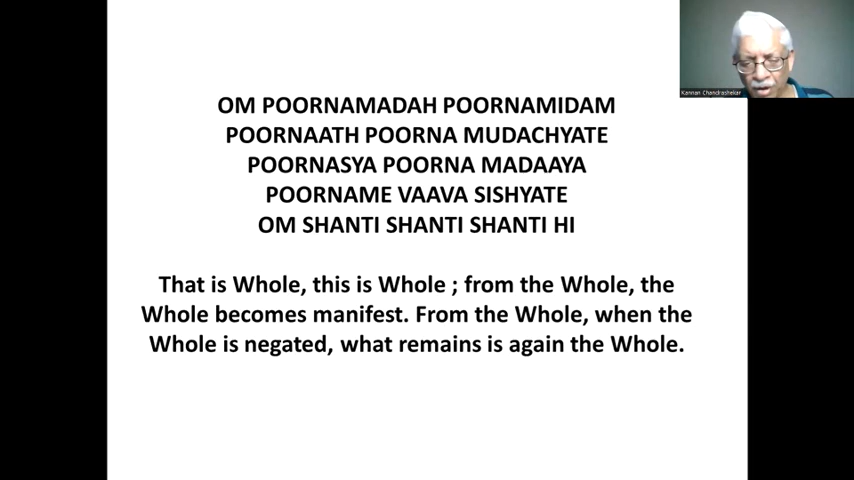 OM POORNAMADAH POORNAMIDAM
POORNAATH POORNA MUDACHYATE
POORNASYA POORNA MADAAYA
POORNAME VAAVA SISHYATE
OM SHANTI SHANTI SHANTI HI
That is Whole, this is Whole ; from the Whole, the
Whole becomes manifest. From the Whole, when the
Whole is negated, what remains is again the Whole.
Kannan Chandrashekar